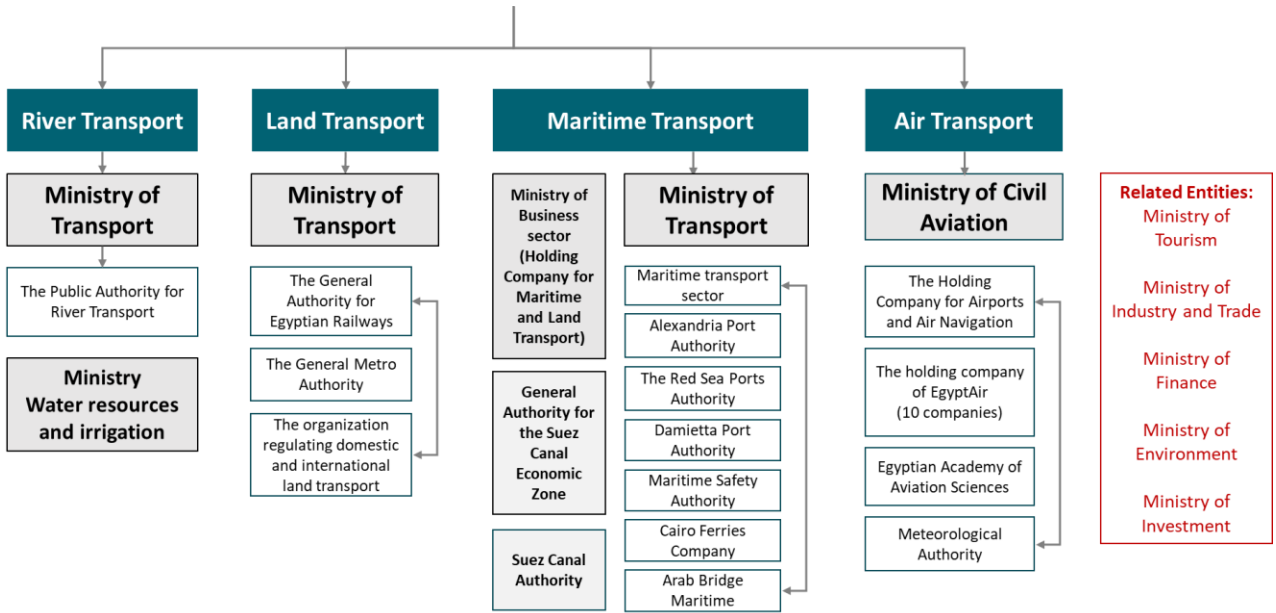 River Transport
Ministry of
Transport
The Public Authority for
River Transport
Ministry
Water resources
and irrigation
Land Transport
Ministry of
Transport
The General
Authority for
Egyptian Railways
The General Metro
Authority
The organization
regulating domestic
and international
land transport
Maritime Transport
Ministry of
Business
sector
(Holding
Company for
Maritime
and Land
Transport)
General
Authority for
the Suez
Canal
Economic
Zone
Suez Canal
Authority
Ministry of
Transport
Maritime transport
sector
Alexandria Port
Authority
The Red Sea Ports
Authority
Damietta Port
Authority
Maritime Safety
Authority
Cairo Ferries
Company
Arab Bridge
Maritime
Air Transport
Ministry of Civil
Aviation
The Holding
Company for Airports
and Air Navigation
The holding company
of EgyptAir
(10 companies)
Egyptian Academy of
Aviation Sciences
Meteorological
Authority
Related Entities:
Ministry of
Tourism
Ministry of
Industry and Trade
Ministry of
Finance
Ministry of
Environment
Ministry of
Investment